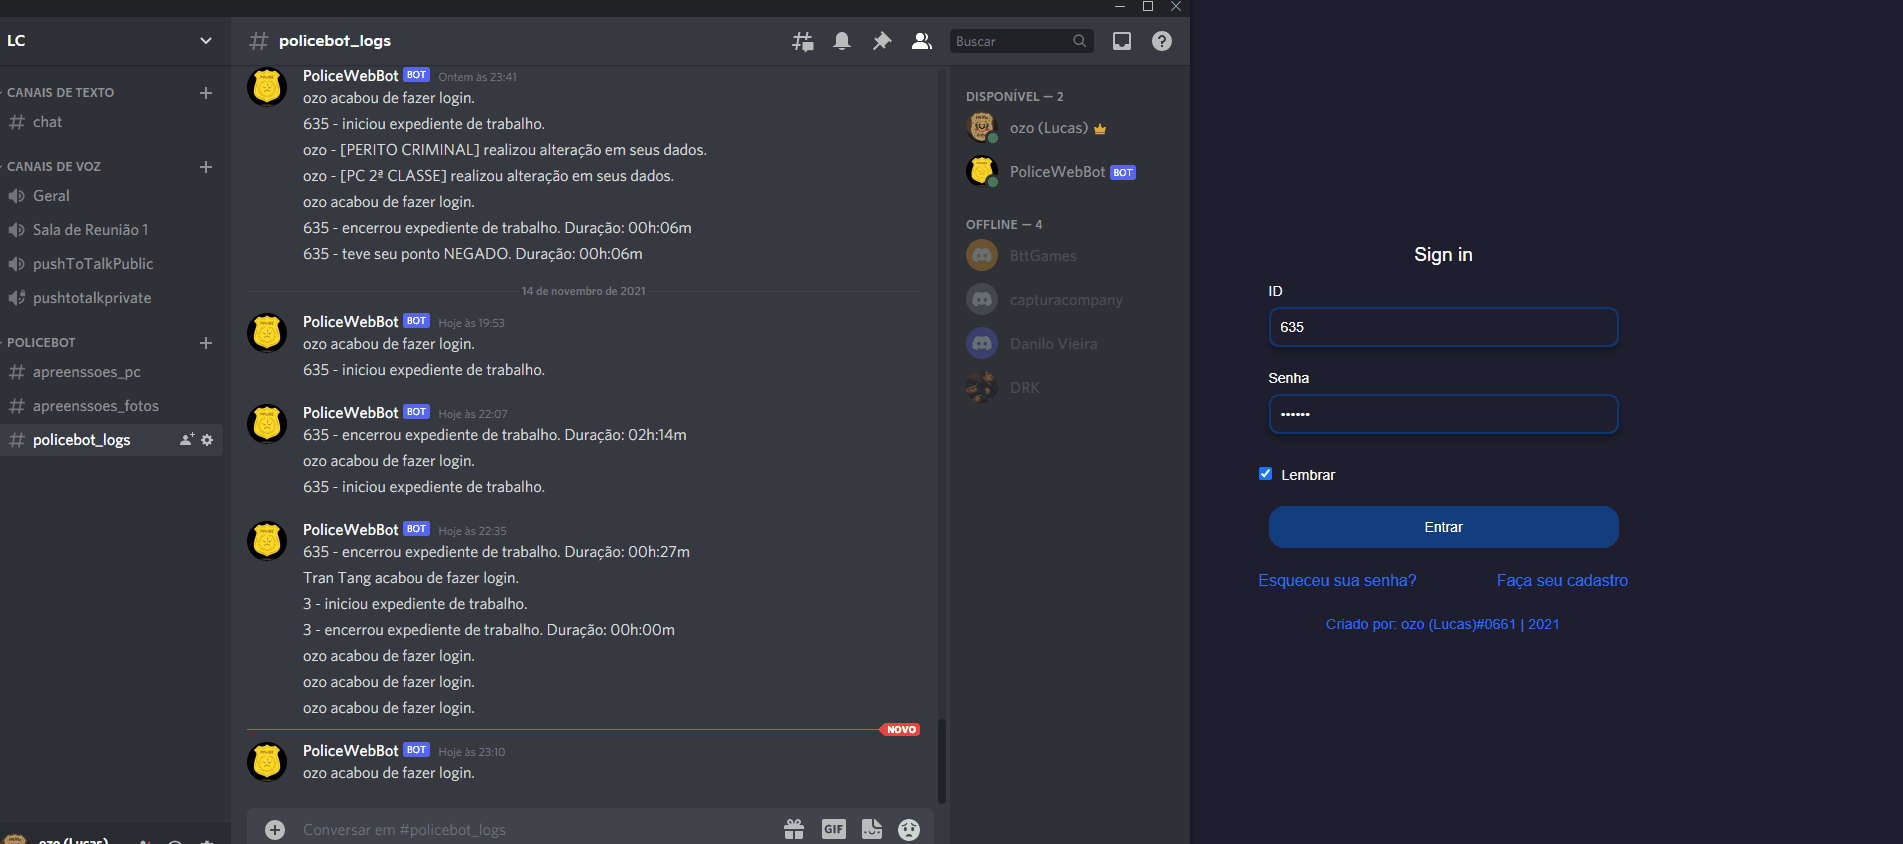 LC
CANAIS DE TEXTO
chat
CANAIS DE VOZ
Geral
Sala de Reunião 1
pushToTalkPublic
pushtotalkprivate
POLICEBOT
apreenssoes_pc
apreenssoes_fotos
policebot_logs
ozo (Lucas)
policebot_logs
Buscar
PoliceWebBot BOT Ontem às 23:41
ozo acabou de fazer login.
635 - iniciou expediente de trabalho.
ozo - [PERITO CRIMINAL] realizou alteração em seus dados.
ozo - [PC 2ª CLASSE] realizou alteração em seus dados.
ozo acabou de fazer login.
635 - encerrou expediente de trabalho. Duração: 00h:06m
635 - teve seu ponto NEGADO. Duração: 00h:06m
14 de novembro de 2021
PoliceWebBot BOT Hoje às 19:53
ozo acabou de fazer login.
635 - iniciou expediente de trabalho.
PoliceWebBot BOT Hoje às 22:07
635 - encerrou expediente de trabalho. Duração: 02h:14m
ozo acabou de fazer login.
635 - iniciou expediente de trabalho.
PoliceWebBot BOT Hoje às 22:35
635 - encerrou expediente de trabalho. Duração: 00h:27m
Tran Tang acabou de fazer login.
3 - iniciou expediente de trabalho.
3 - encerrou expediente de trabalho. Duração: 00h:00m
ozo acabou de fazer login.
ozo acabou de fazer login.
ozo acabou de fazer login.
NOVO
PoliceWebBot BOT Hoje às 23:10
ozo acabou de fazer login.
Conversar em #policebot_logs
GIF
DISPONÍVEL — 2
ozo (Lucas)
PoliceWebBot BOT
OFFLINE — 4
BttGames
capturacompany
Danilo Vieira
DRK
Sign in
ID
635
Senha
••••••
Lembrar
Entrar
Esqueceu sua senha? Faça seu cadastro
Criado por: ozo (Lucas)#0661 | 2021